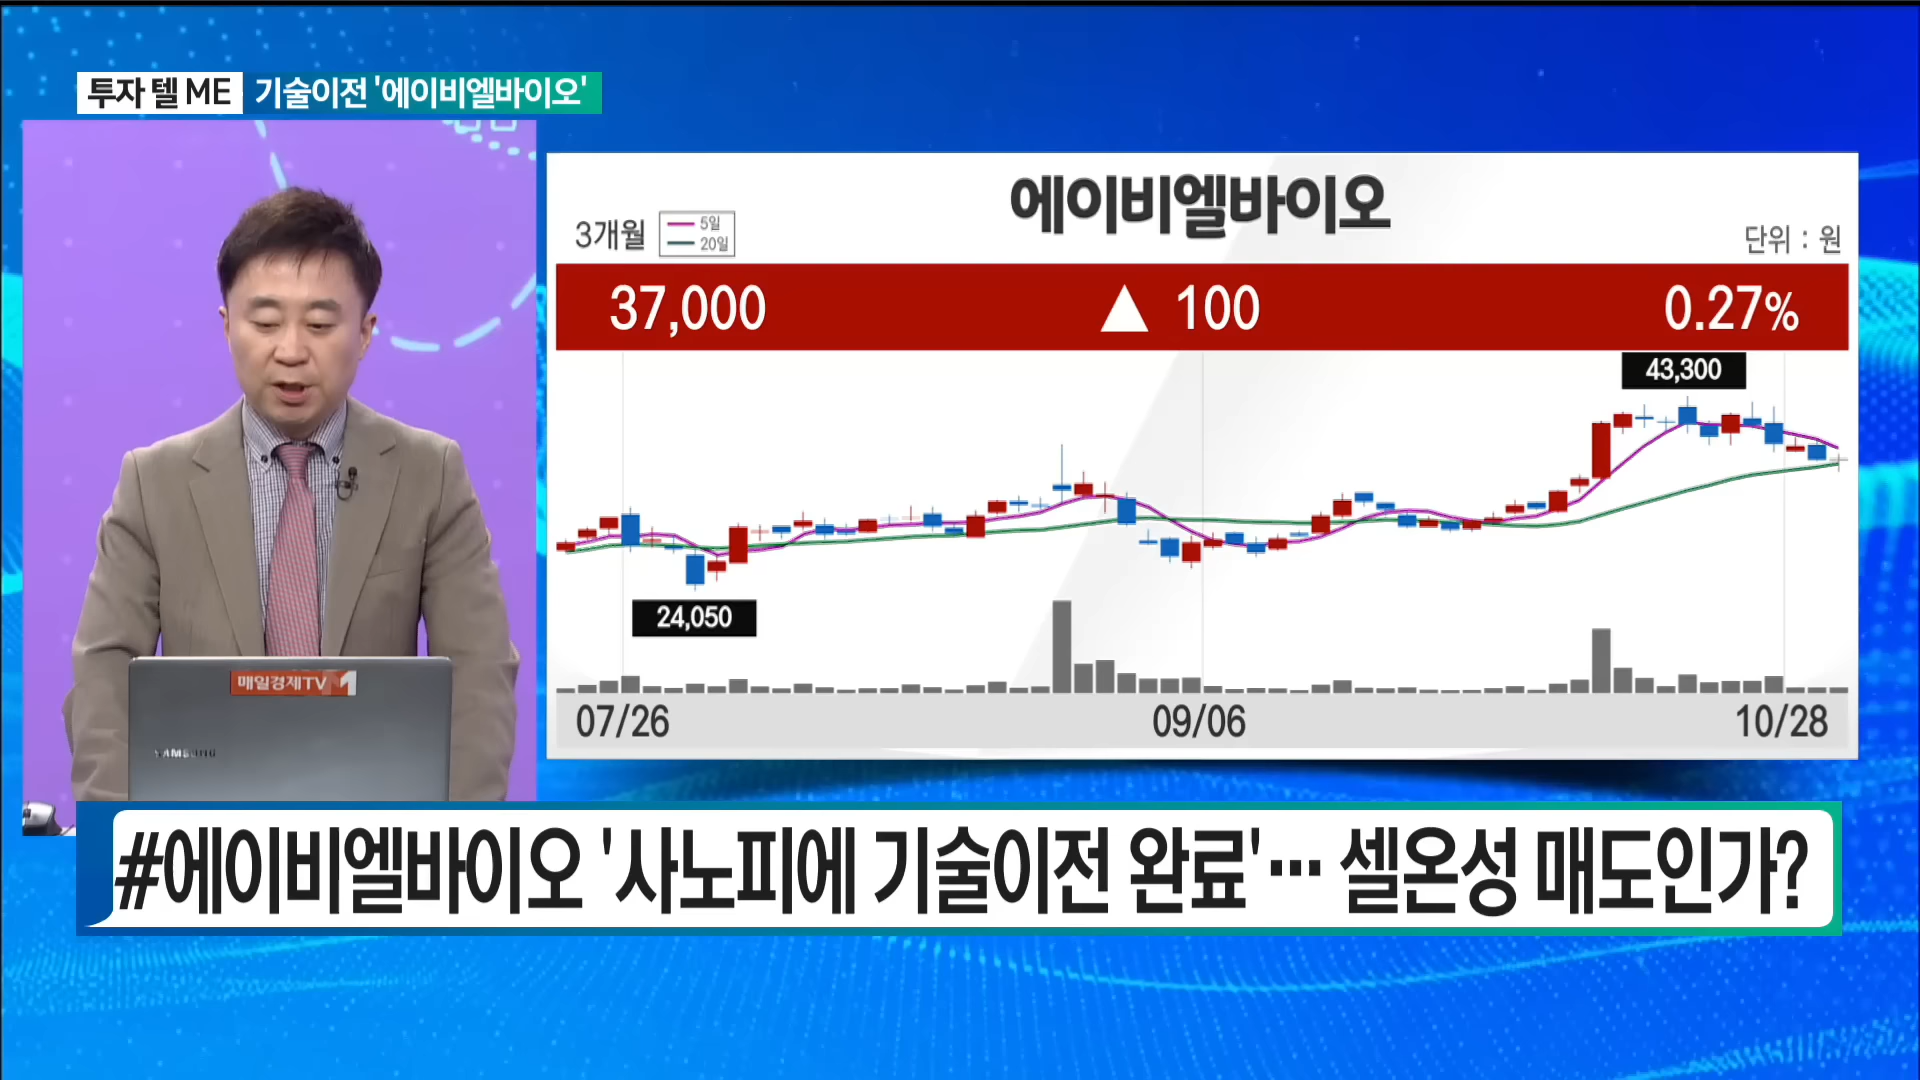 투자 텔 ME 기술이전 '에이비엘바이오'
에이비엘바이오
3개월
5일
20일
단위 : 원
37,000 ▲ 100 0.27%
43,300
24,050
07/26 09/06 10/28
매일경제TV M
SAMSUNG
#에이비엘바이오 '사노피에 기술이전 완료'… 셀온성 매도인가?